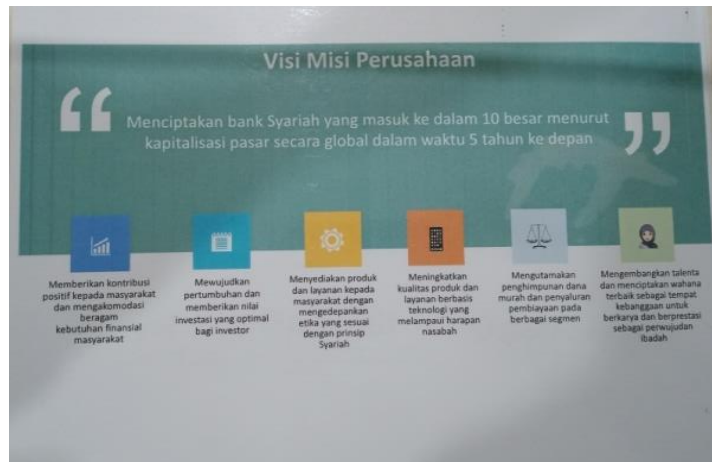 Visi Misi Perusahaan
Menciptakan bank Syariah yang masuk ke dalam 10 besar menurut
kapitalisasi pasar secara global dalam waktu 5 tahun ke depan
Memberikan kontribusi
positif kepada masyarakat
dan mengakomodasi
beragam
kebutuhan finansial
masyarakat
Mewujudkan
pertumbuhan dan
memberikan nilai
investasi yang optimal
bagi investor
Menyediakan produk
dan layanan kepada
masyarakat dengan
mengedepankan
etika yang sesuai
dengan prinsip
Syariah
Meningkatkan
kualitas produk dan
layanan berbasis
teknologi yang
melampaui harapan
nasabah
Mengutamakan
penghimpunan dana
murah dan penyaluran
pembiayaan pada
berbagai segmen
Mengembangkan talenta
dan menciptakan wahana
terbaik sebagai tempat
kebanggaan untuk
berkarya dan berprestasi
sebagai perwujudan
ibadah